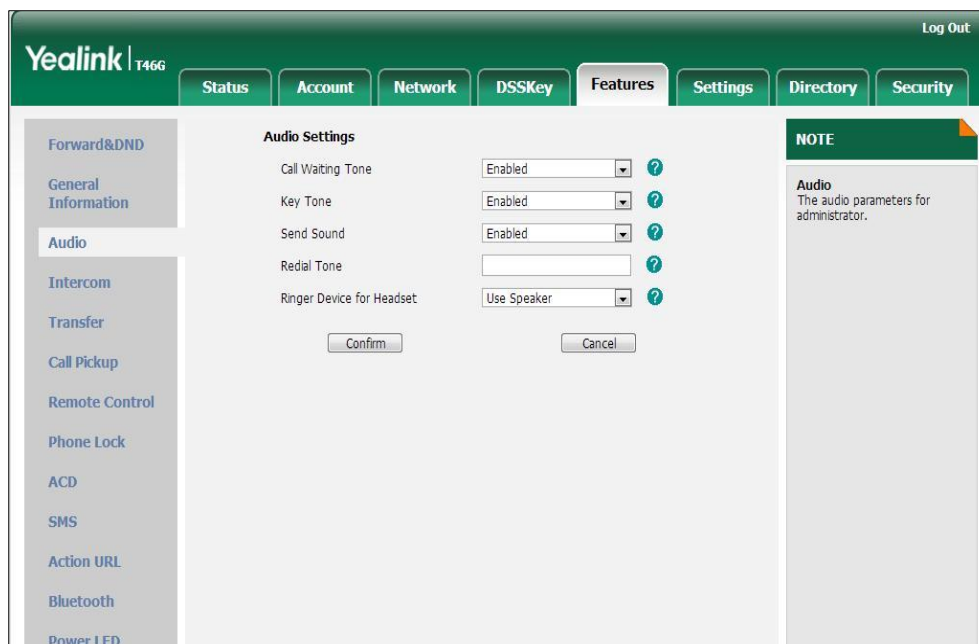 Log Out
Yealink T46G
Status Account Network DSSKey Features Settings Directory Security
Forward&DND
General
Information
Audio
Intercom
Transfer
Call Pickup
Remote Control
Phone Lock
ACD
SMS
Action URL
Bluetooth
Power LED
Audio Settings
Call Waiting Tone Enabled ?
Key Tone Enabled ?
Send Sound Enabled ?
Redial Tone ?
Ringer Device for Headset Use Speaker ?
Confirm Cancel
NOTE
Audio
The audio parameters for
administrator.